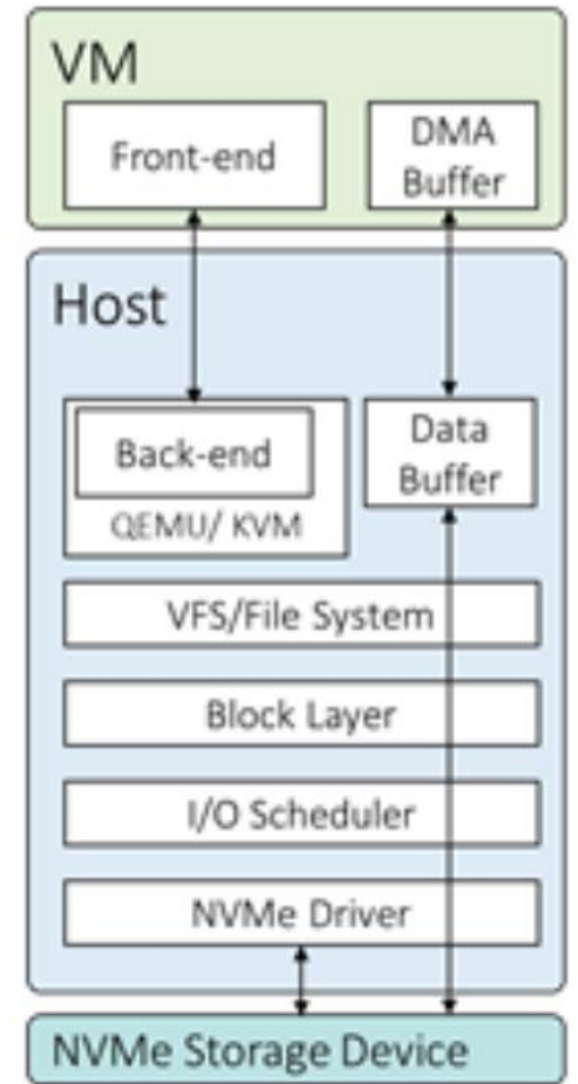 VM
Front-end
DMA
Buffer
Host
Back-end
QEMU/ KVM
Data
Buffer
VFS/File System
Block Layer
I/O Scheduler
NVMe Driver
NVMe Storage Device